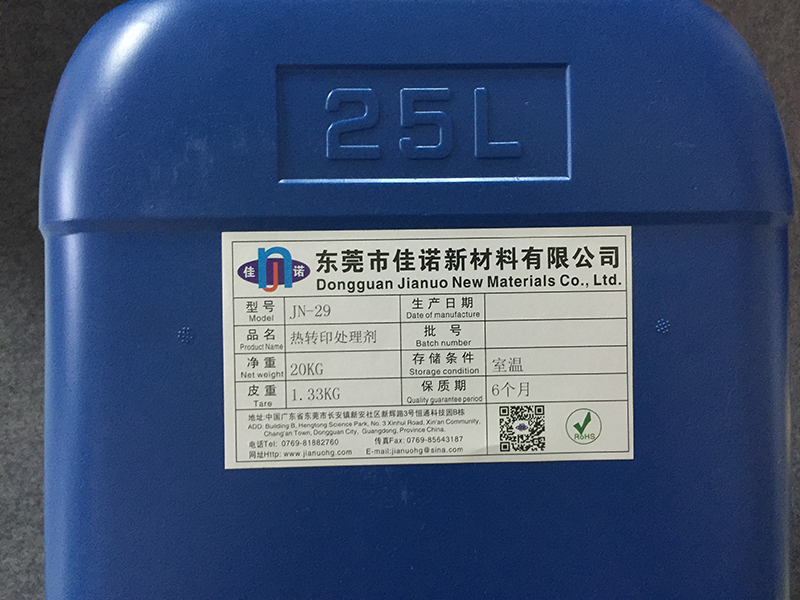 25L
佳 n 诺 东莞市佳诺新材料有限公司
Dongguan Jianuo New Materials Co., Ltd.
型号 JN-29 生产日期
Model Date of manufacture
品名 热转印处理剂 批 号
Product Name Batch number
净重 20KG 存储条件 室温
Net weight Storage condition
皮重 1.33KG 保质期 6个月
Tare Quality guarantee period
地址:中国广东省东莞市长安镇新安社区新辉路3号恒通科技园B栋
ADD: Building B, Hengtong Science Park, No. 3 Xinhui Road, Xin'an Community,
Chang'an Town, Dongguan City, Guangdong, Province China.
电话Tel: 0769-81882760 传真Fax: 0769-85643187
网址Http: www.jianuohg.com E-mail:jianuohg@sina.com
RoHS